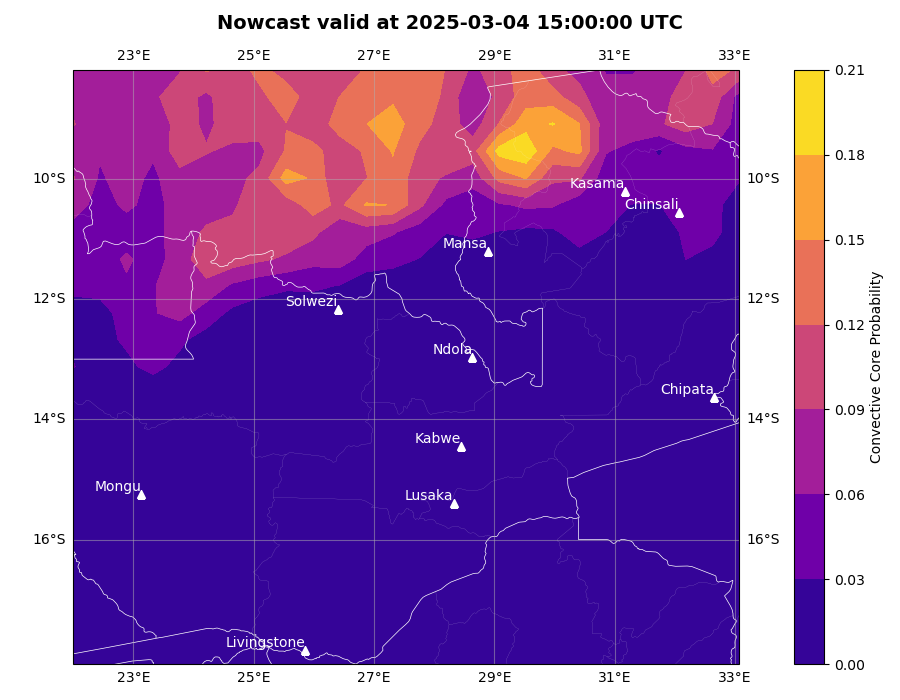 Nowcast valid at 2025-03-04 15:00:00 UTC
23°E 25°E 27°E 29°E 31°E 33°E
0.21
0.18
10°S 10°S
Kasama
Chinsali
0.15
Mansa
12°S 12°S
Solwezi
0.12
Ndola
Chipata
0.09
14°S 14°S
Kabwe
Mongu
Lusaka
0.06
16°S 16°S
0.03
Livingstone
0.00
23°E 25°E 27°E 29°E 31°E 33°E
Convective Core Probability